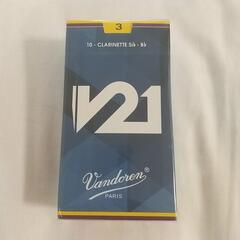 3
10 - CLARINETTE Sib - Bb
V21
Vandoren
PARIS